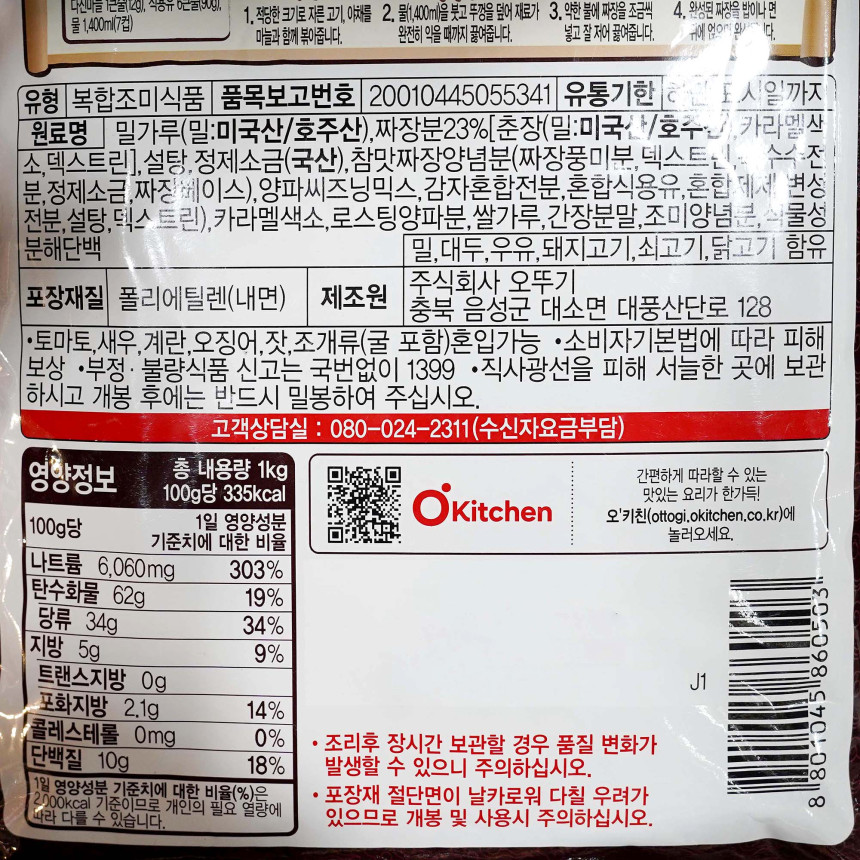 다진마늘 1큰술(12g), 식용유 6큰술(90g),
물 1,400ml(7컵)
1. 적당한 크기로 자른 고기, 야채를
마늘과 함께 볶아줍니다.
2. 물(1,400ml)을 붓고 뚜껑을 덮어 재료가
완전히 익을 때까지 끓여줍니다.
3. 약한 불에 짜장을 조금씩
넣고 잘 저어 끓여줍니다.
4. 완성된 짜장을 밥이나 면
위에 얹으면
유형 복합조미식품 품목보고번호 20010445055341 유통기한 일까지
원료명 밀가루(밀:미국산/호주산),짜장분23%[춘장(밀:미국산/호주산),카라멜색
소,덱스트린],설탕,정제소금(국산),참맛짜장양념분(짜장풍미분,덱스트린,옥수수전
분,정제소금,짜장베이스),양파씨즈닝믹스,감자혼합전분,혼합식용유,혼합제제(변성
전분,설탕,덱스트린),카라멜색소,로스팅양파분,쌀가루,간장분말,조미양념분,식물성
분해단백
밀,대두,우유,돼지고기,쇠고기,닭고기 함유
포장재질 폴리에틸렌(내면) 제조원 주식회사 오뚜기
충북 음성군 대소면 대풍산단로 128
•토마토,새우,계란,오징어,잣,조개류(굴 포함)혼입가능 •소비자기본법에 따라 피해
보상 •부정·불량식품 신고는 국번없이 1399 •직사광선을 피해 서늘한 곳에 보관
하시고 개봉 후에는 반드시 밀봉하여 주십시오.
고객상담실 : 080-024-2311(수신자요금부담)
영양정보
총 내용량 1kg
100g당 335kcal
100g당
1일 영양성분
기준치에 대한 비율
나트륨 6,060mg 303%
탄수화물 62g 19%
당류 34g 34%
지방 5g 9%
트랜스지방 0g
포화지방 2.1g 14%
콜레스테롤 0mg 0%
단백질 10g 18%
1일 영양성분 기준치에 대한 비율(%)은
2,000kcal 기준이므로 개인의 필요 열량에
따라 다를 수 있습니다.
O'Kitchen
간편하게 따라할 수 있는
맛있는 요리가 한가득!
오'키친(ottogi.okitchen.co.kr)에
놀러오세요.
J1
8 801045 860503
• 조리후 장시간 보관할 경우 품질 변화가
발생할 수 있으니 주의하십시오.
• 포장재 절단면이 날카로워 다칠 우려가
있으므로 개봉 및 사용시 주의하십시오.